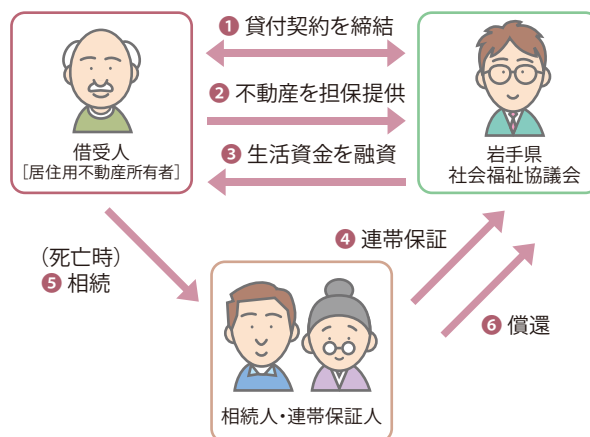 ❶ 貸付契約を締結
❷ 不動産を担保提供
❸ 生活資金を融資
借受人
[居住用不動産所有者]
岩手県
社会福祉協議会
❹ 連帯保証
(死亡時)
❺ 相続
❻ 償還
相続人・連帯保証人